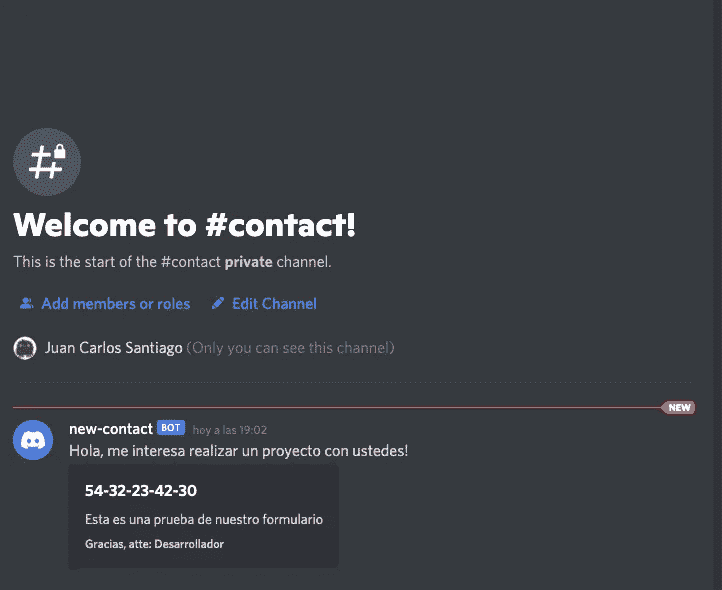 Welcome to #contact!
This is the start of the #contact private channel.
Add members or roles Edit Channel
Juan Carlos Santiago (Only you can see this channel)
NEW
new-contact BOT hoy a las 19:02
Hola, me interesa realizar un proyecto con ustedes!
54-32-23-42-30
Esta es una prueba de nuestro formulario
Gracias, atte: Desarrollador